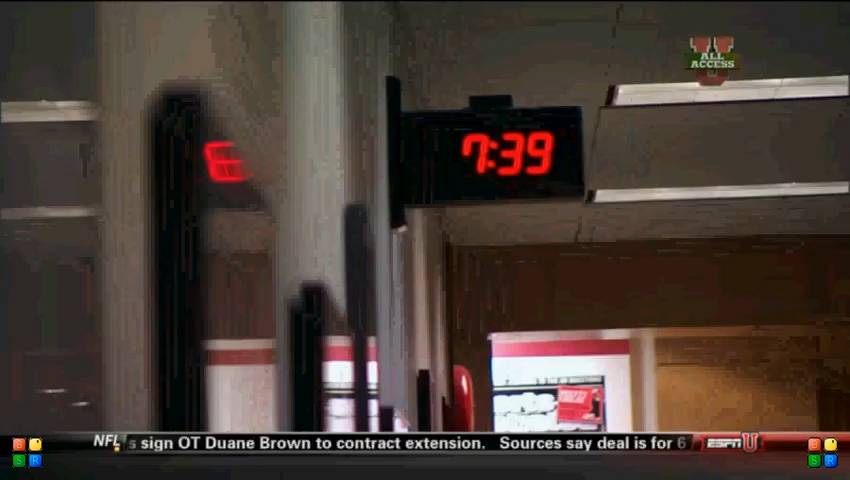 ALL
ACCESS
7:39
NFL s sign OT Duane Brown to contract extension. Sources say deal is for 6 ESPN U
B
S R
B
S R